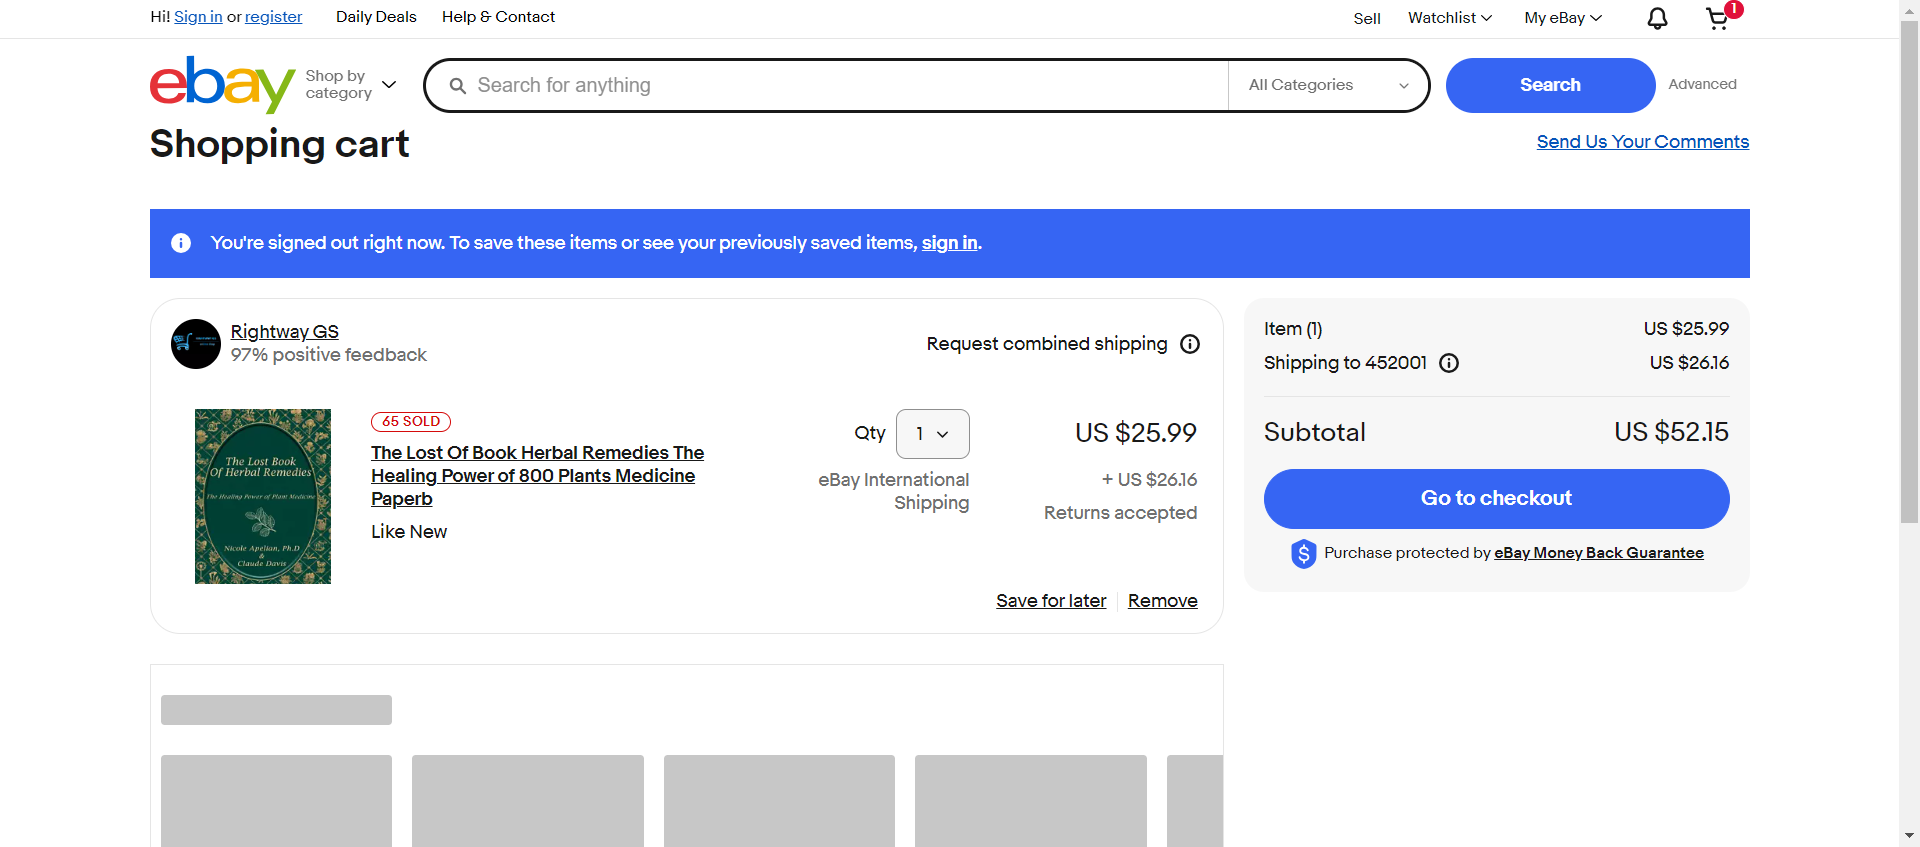 Hi! Sign in or register
Daily Deals
Help & Contact
Sell
Watchlist
My eBay
1
ebay
Shop by
category
Search for anything
All Categories
Search
Advanced
Shopping cart
Send Us Your Comments
You're signed out right now. To save these items or see your previously saved items, sign in.
Rightway GS
97% positive feedback
Request combined shipping
The Lost Book
Of Herbal Remedies
The Healing Power of Plant Medicine
Nicole Apelian, Ph.D
&
Claude Davis
65 SOLD
The Lost Of Book Herbal Remedies The
Healing Power of 800 Plants Medicine
Paperb
Like New
Qty
1
US $25.99
eBay International
Shipping
+ US $26.16
Returns accepted
Save for later
Remove
Item (1)
US $25.99
Shipping to 452001
US $26.16
Subtotal
US $52.15
Go to checkout
Purchase protected by eBay Money Back Guarantee